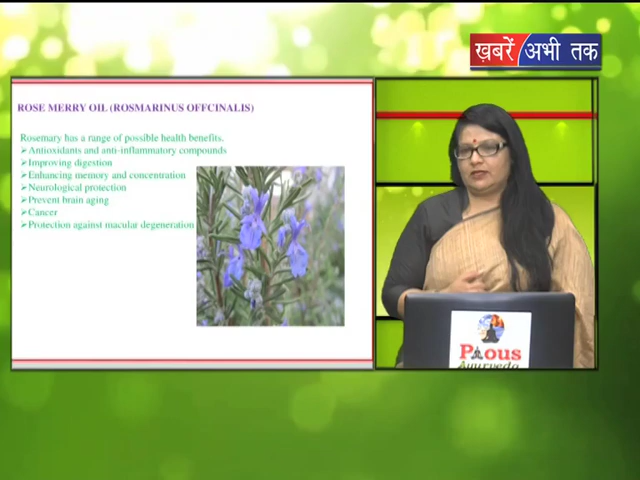 ख़बरें अभी तक
ROSE MERRY OIL (ROSMARINUS OFFCINALIS)
Rosemary has a range of possible health benefits.
➢Antioxidants and anti-inflammatory compounds
➢Improving digestion
➢Enhancing memory and concentration
➢Neurological protection
➢Prevent brain aging
➢Cancer
➢Protection against macular degeneration
Pious
Ayurveda